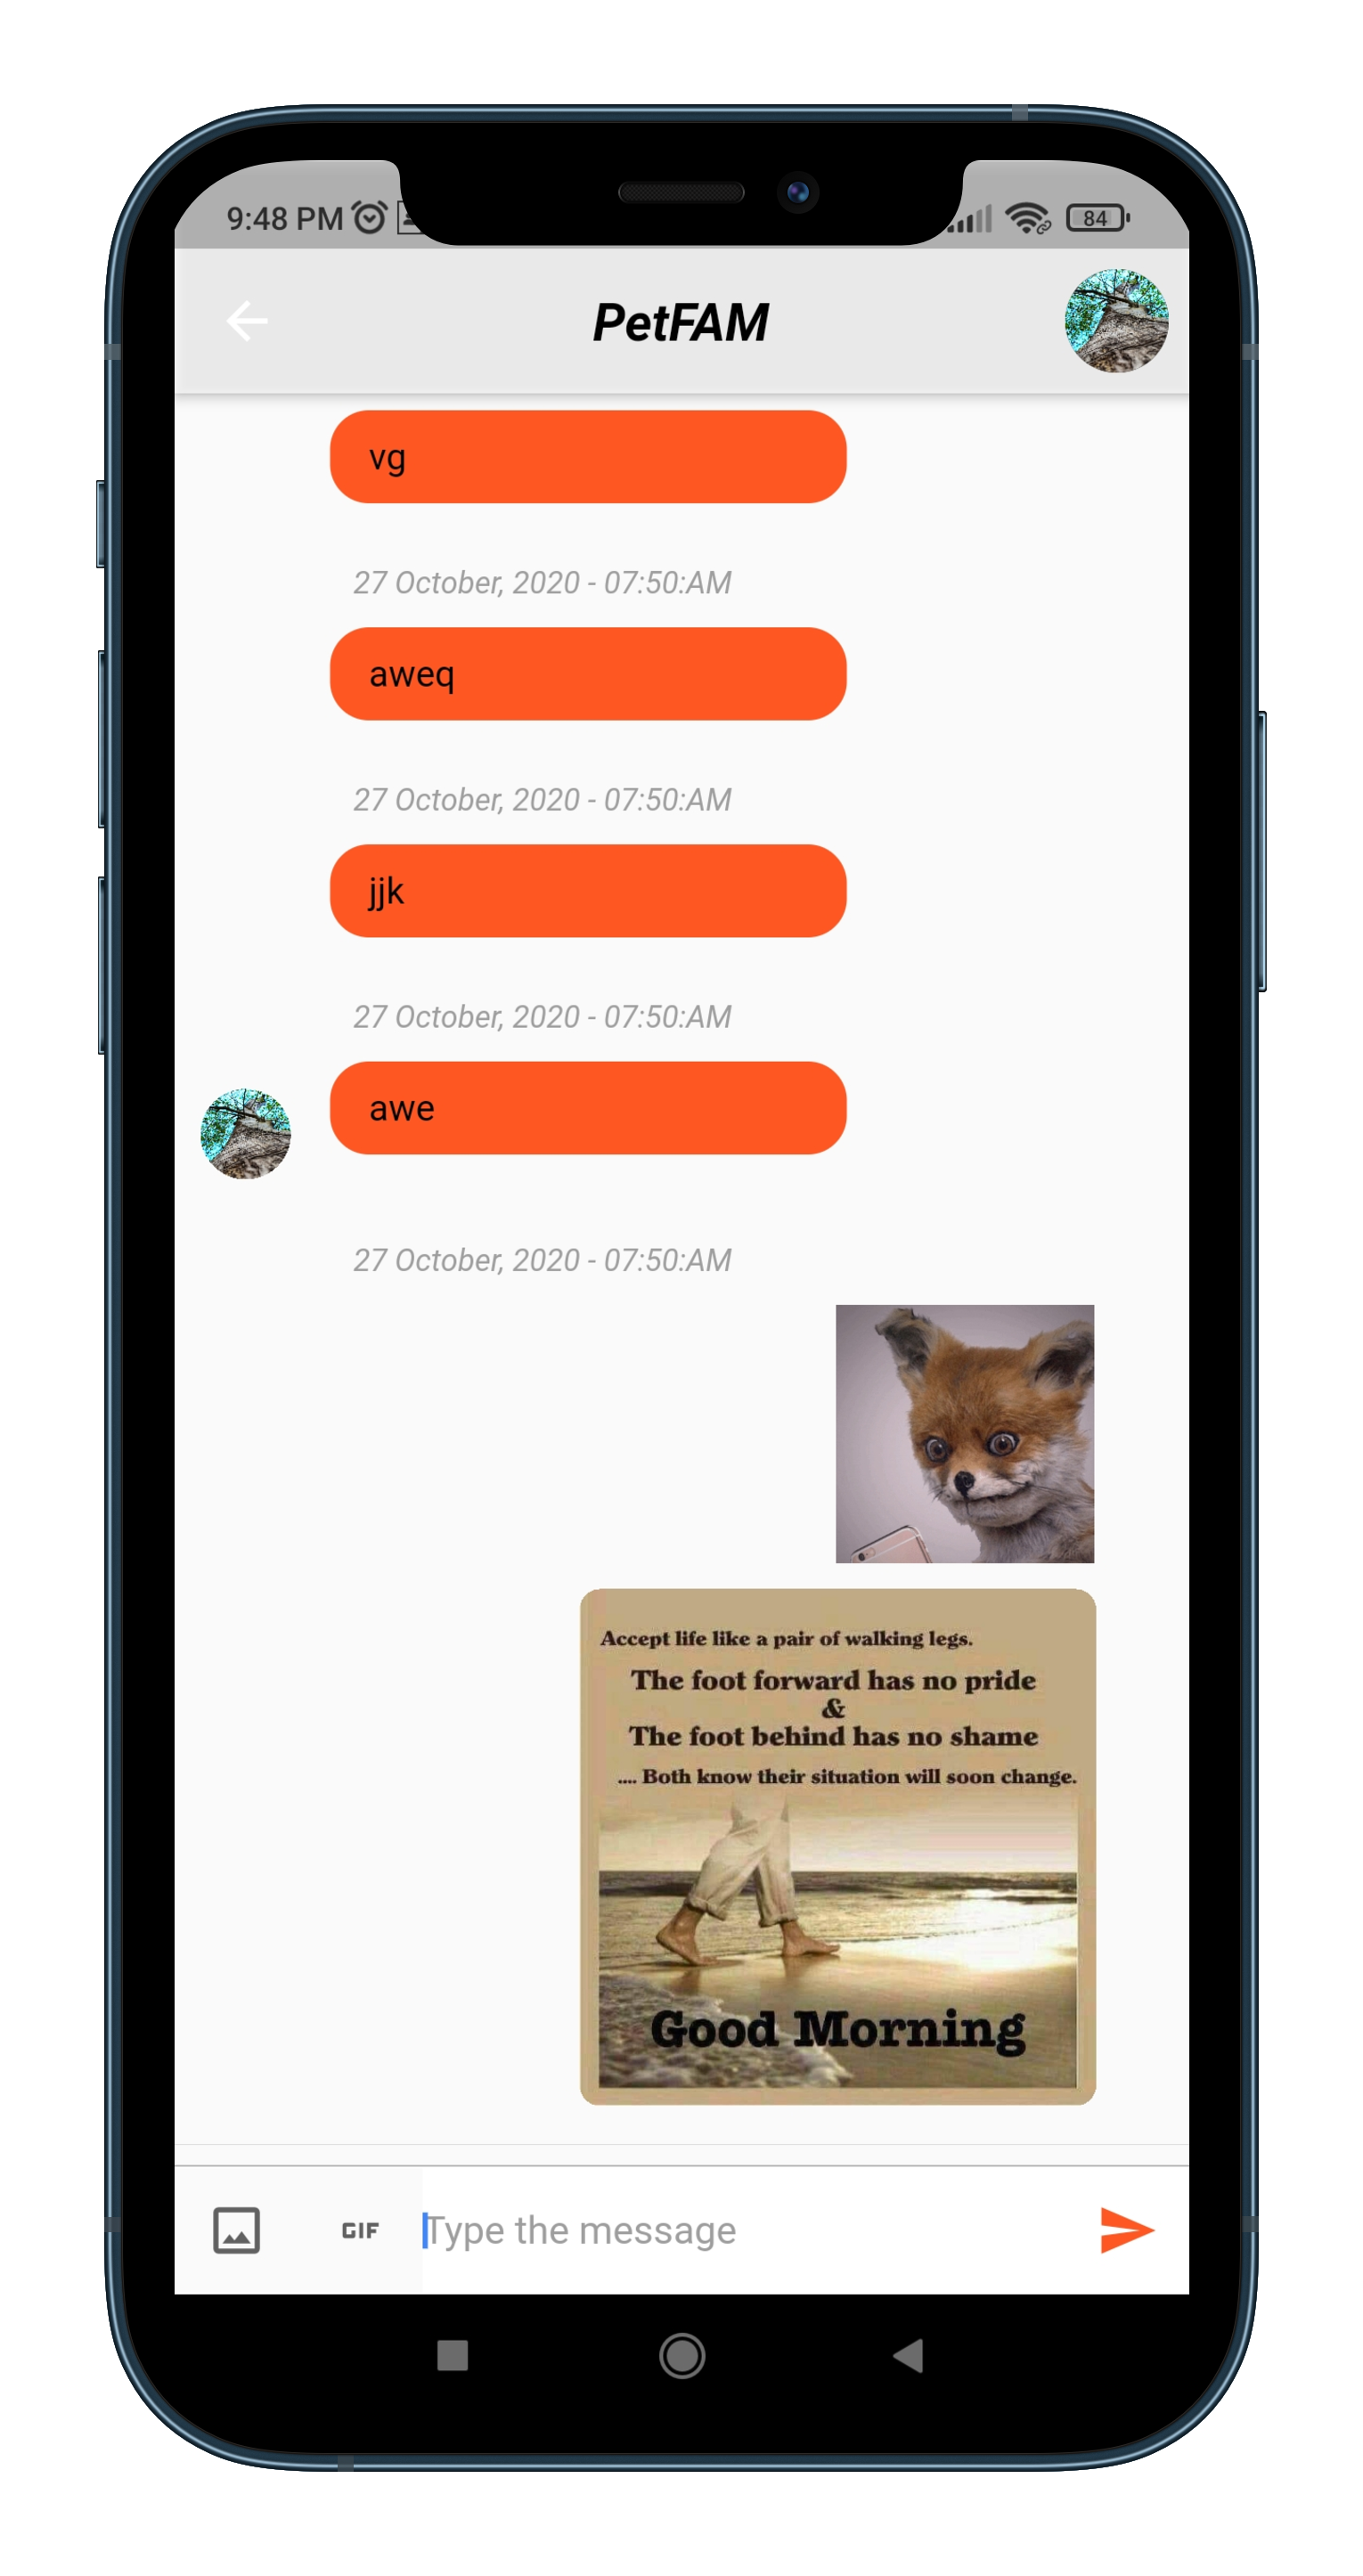 9:48 PM
84
PetFAM
vg
27 October, 2020 - 07:50:AM
aweq
27 October, 2020 - 07:50:AM
jjk
27 October, 2020 - 07:50:AM
awe
27 October, 2020 - 07:50:AM
Accept life like a pair of walking legs.
The foot forward has no pride
&
The foot behind has no shame
.... Both know their situation will soon change.
Good Morning
GIF
Type the message